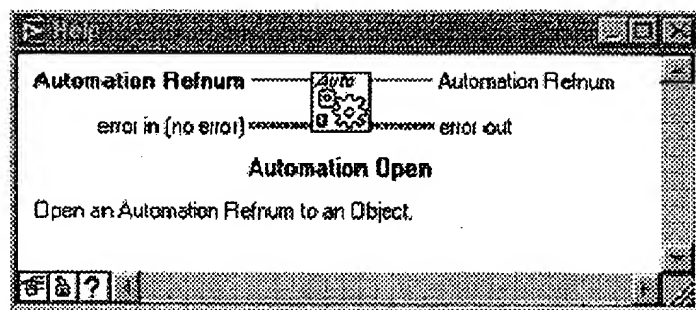 Help
Automation Refnum Auto Automation Refnum
error in (no error) error out
Automation Open
Open an Automation Refnum to an Object.
?